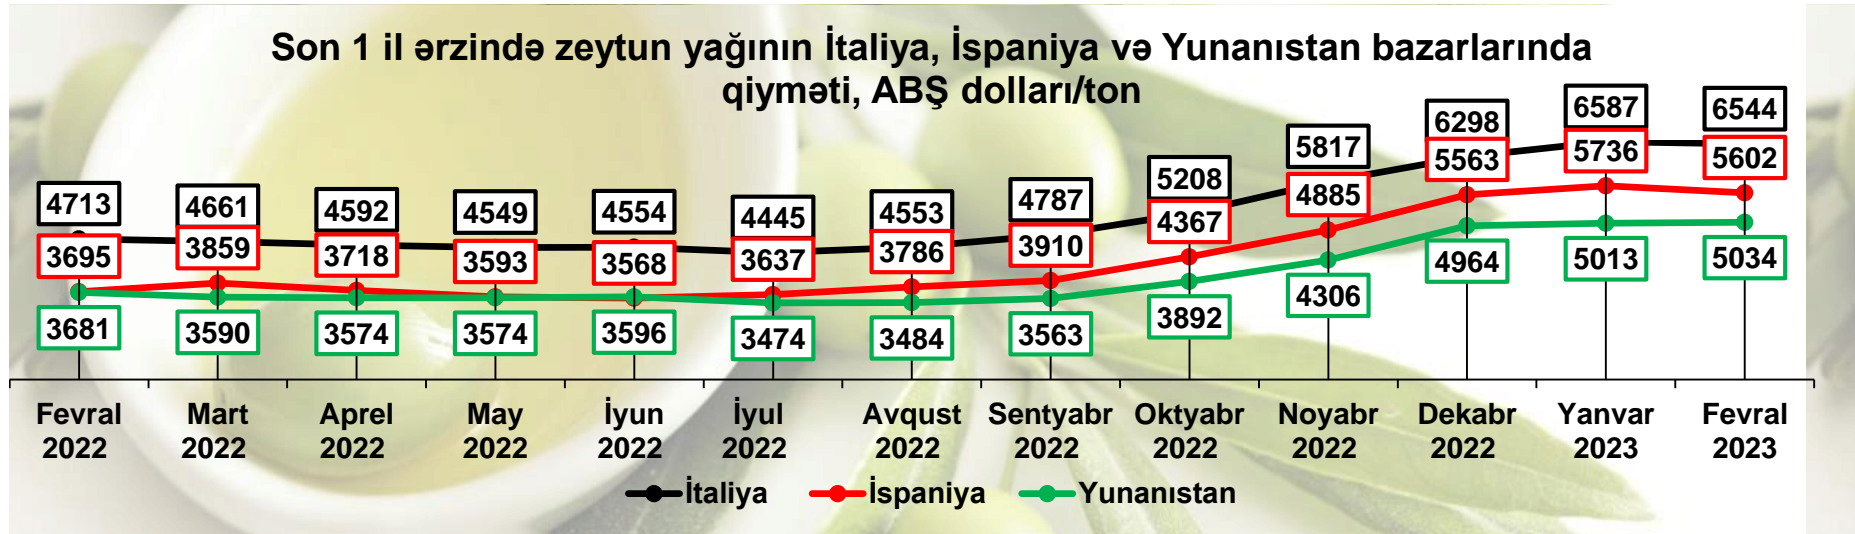 Son 1 il ərzində zeytun yağının İtaliya, İspaniya və Yunanıstan bazarlarında
qiyməti, ABŞ dolları/ton
4713 4661 4592 4549 4554 4445 4553 4787 5208 5817 6298 6587 6544
3695 3859 3718 3593 3568 3637 3786 3910 4367 4885 5563 5736 5602
3681 3590 3574 3574 3596 3474 3484 3563 3892 4306 4964 5013 5034
Fevral Mart Aprel May İyun İyul Avqust Sentyabr Oktyabr Noyabr Dekabr Yanvar Fevral
2022 2022 2022 2022 2022 2022 2022 2022 2022 2022 2022 2023 2023
İtaliya İspaniya Yunanıstan